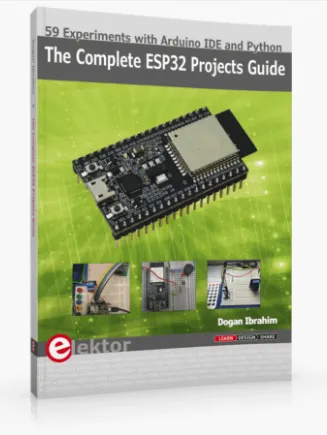 59 Experiments with Arduino IDE and Python
The Complete ESP32 Projects Guide
Dogan Ibrahim
LEARN DESIGN SHARE
elektor